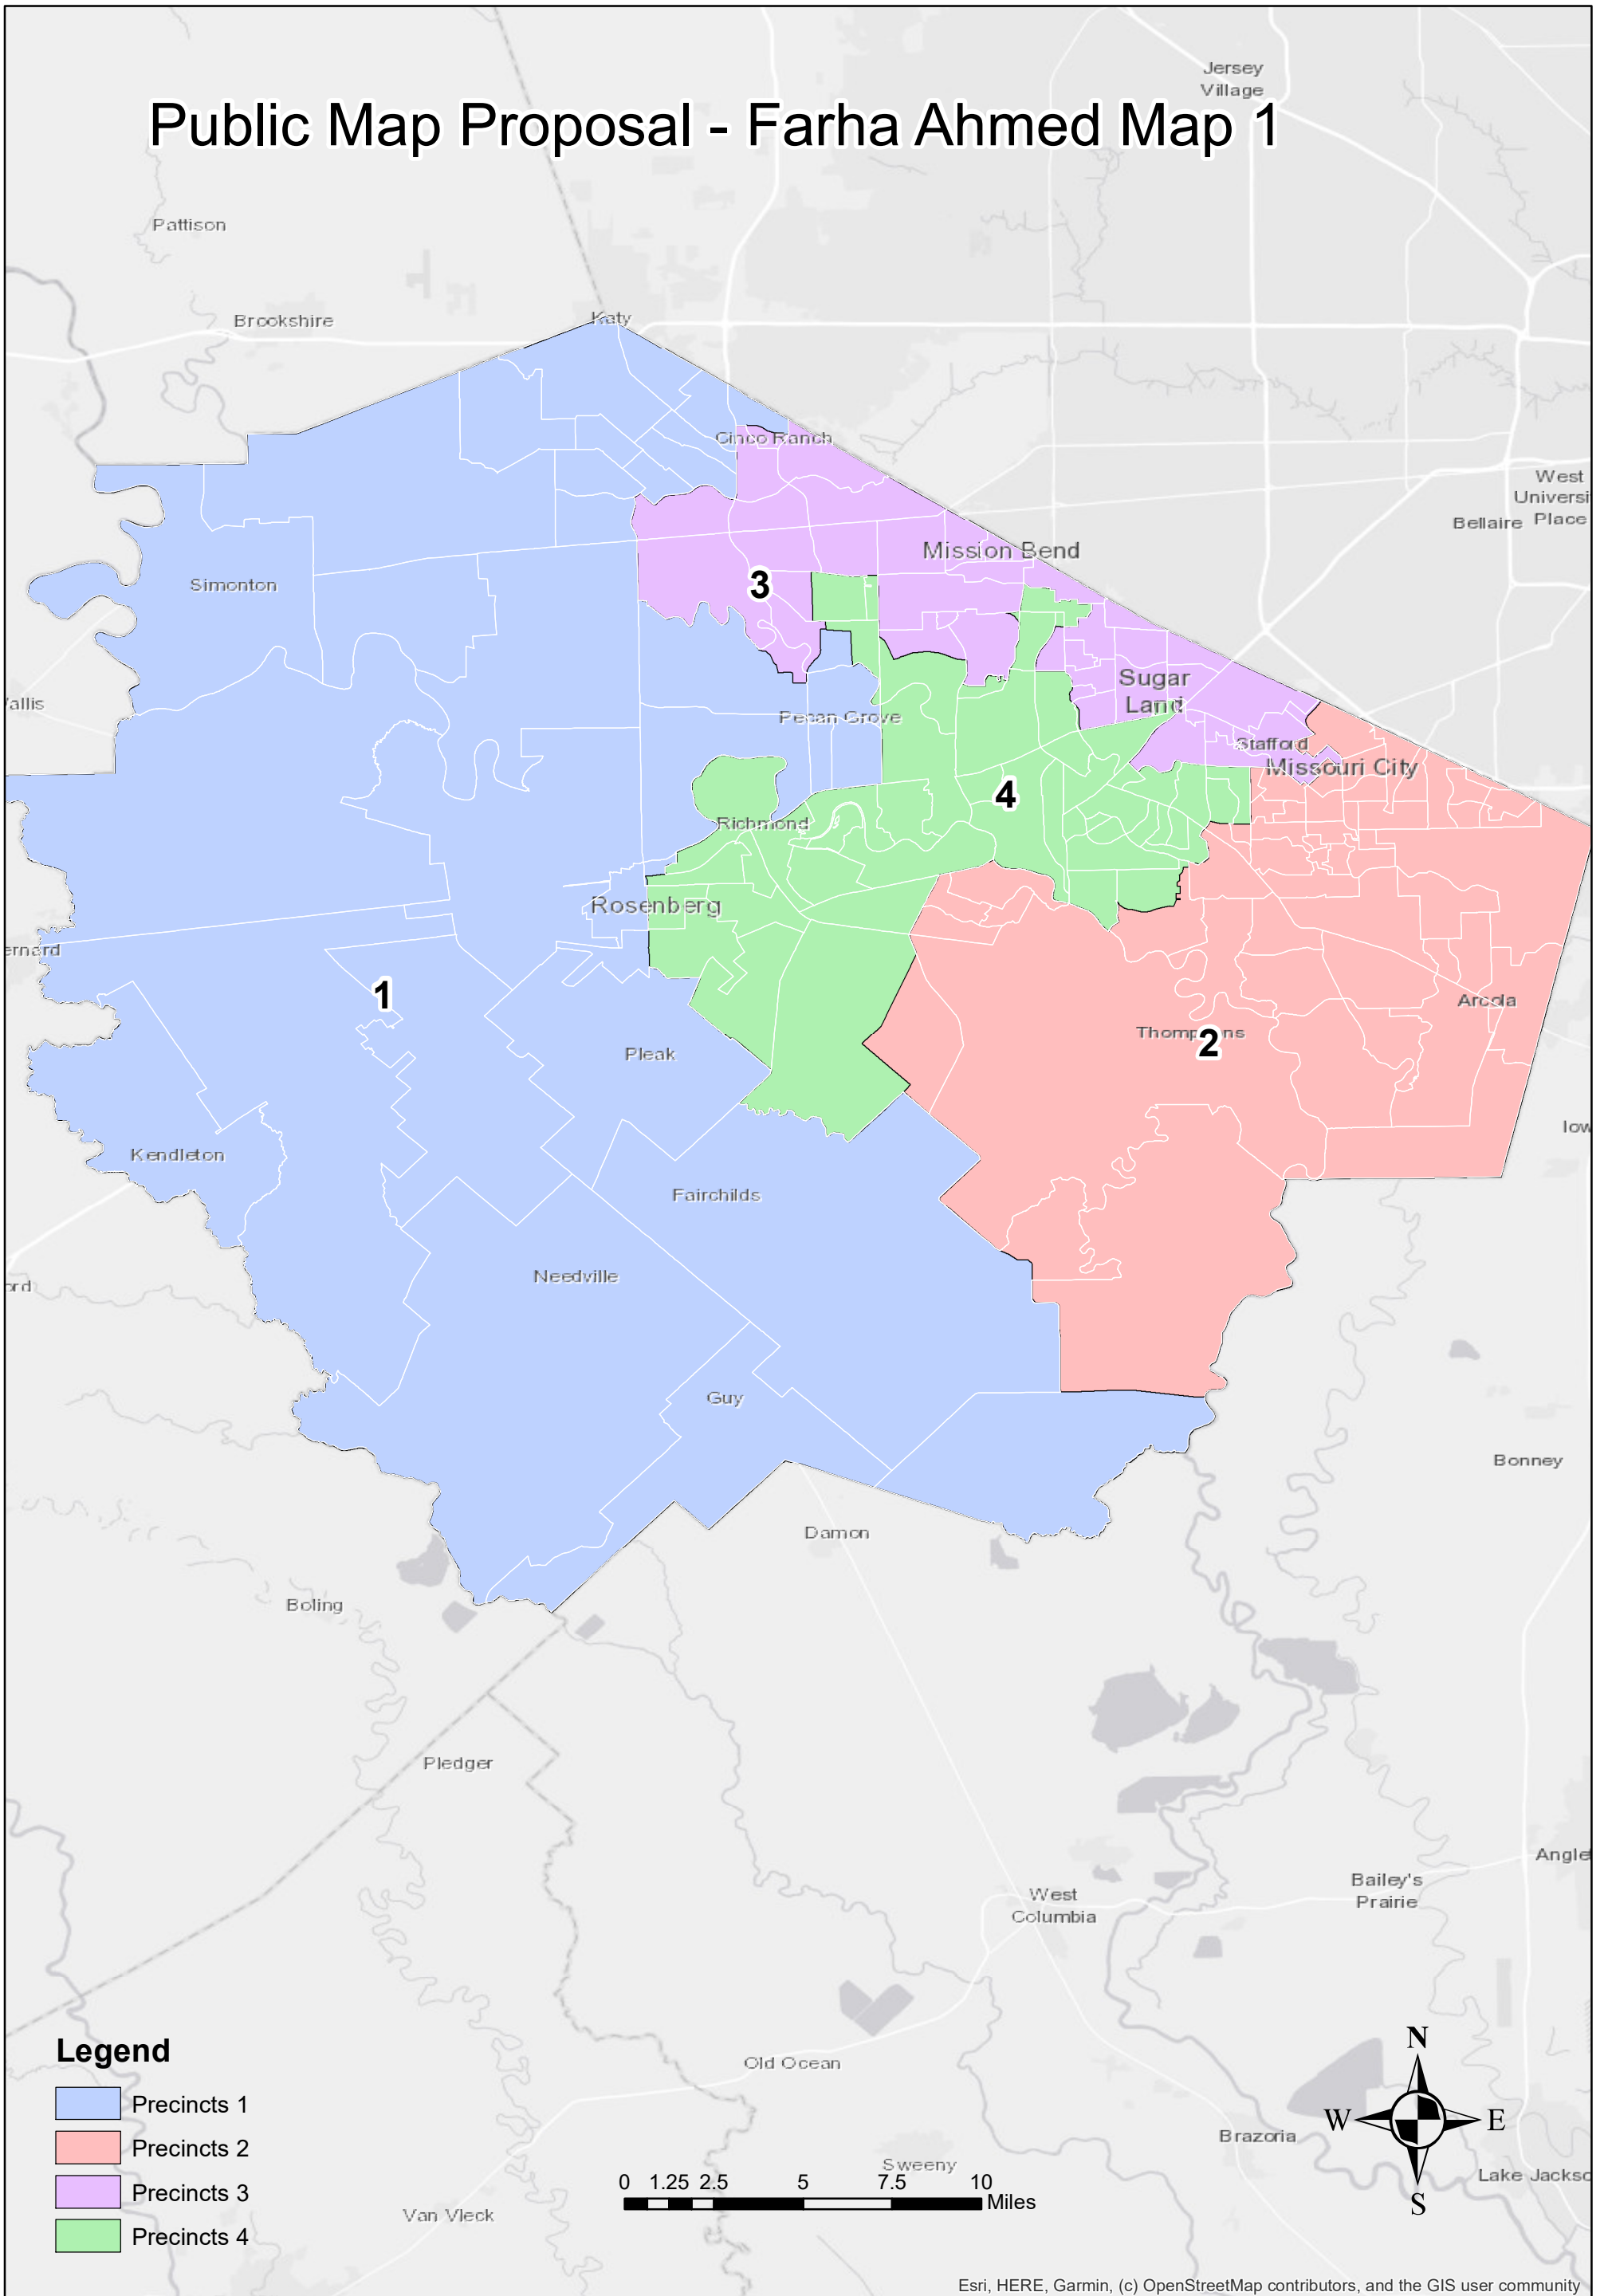 Jersey
Village
Public Map Proposal - Farha Ahmed Map 1
Pattison
Brookshire
Katy
Cinco Ranch
West
Universi
Place
Bellaire
Mission Bend
Simonton
3
Sugar
Land
allis
Pecan Grove
Stafford
Missouri City
4
Richmond
Rosenberg
ernard
1
Arcola
Thompsons
2
Pleak
Iow
Kendleton
Fairchilds
Needville
ord
Guy
Bonney
Damon
Boling
Pledger
Angle
Bailey's
Prairie
West
Columbia
Old Ocean
Brazoria
Sweeny
Lake Jackso
Van Vleck
Legend
Precincts 1
Precincts 2
Precincts 3
Precincts 4
0 1.25 2.5 5 7.5 10
Miles
N
W E
S
Esri, HERE, Garmin, (c) OpenStreetMap contributors, and the GIS user community